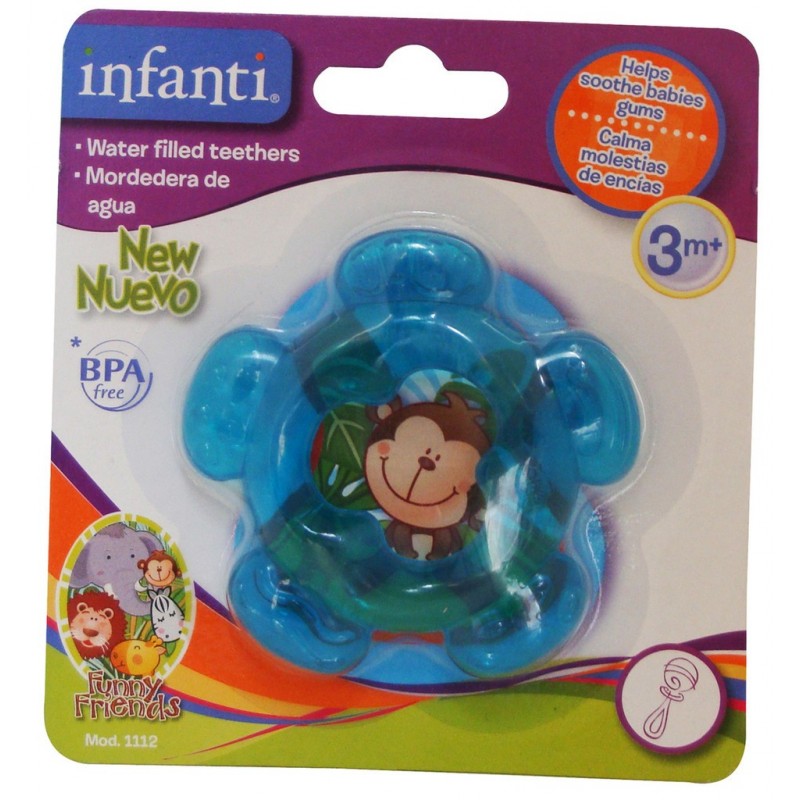 infanti®
• Water filled teethers
• Mordedera de
agua
Helps
soothe babies
gums
Calma
molestias
de encías
3m+
New
Nuevo
*
BPA
free
Funny
Friends
Mod. 1112